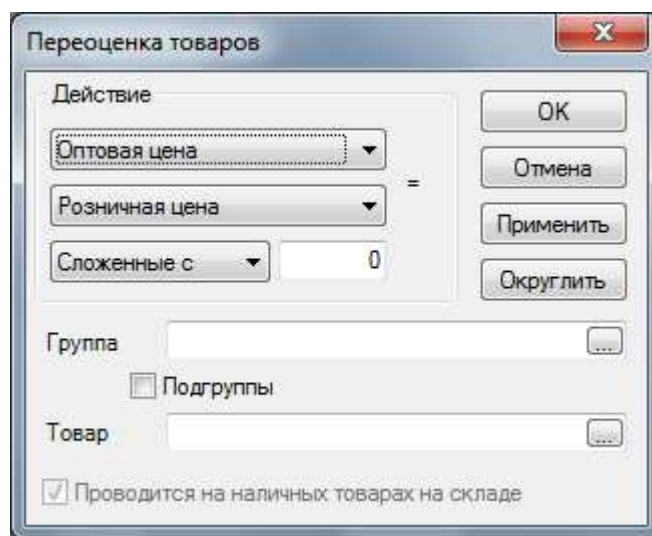 Переоценка товаров
Действие
Оптовая цена
=
Розничная цена
Сложенные с 0
OK
Отмена
Применить
Округлить
Группа ...
Подгруппы
Товар ...
Проводится на наличных товарах на складе